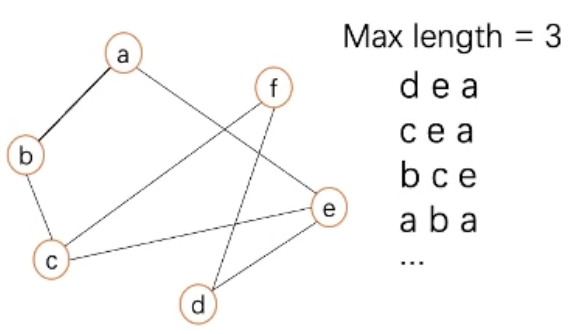 a
f
b
e
c
d
Max length = 3
d e a
c e a
b c e
a b a
...